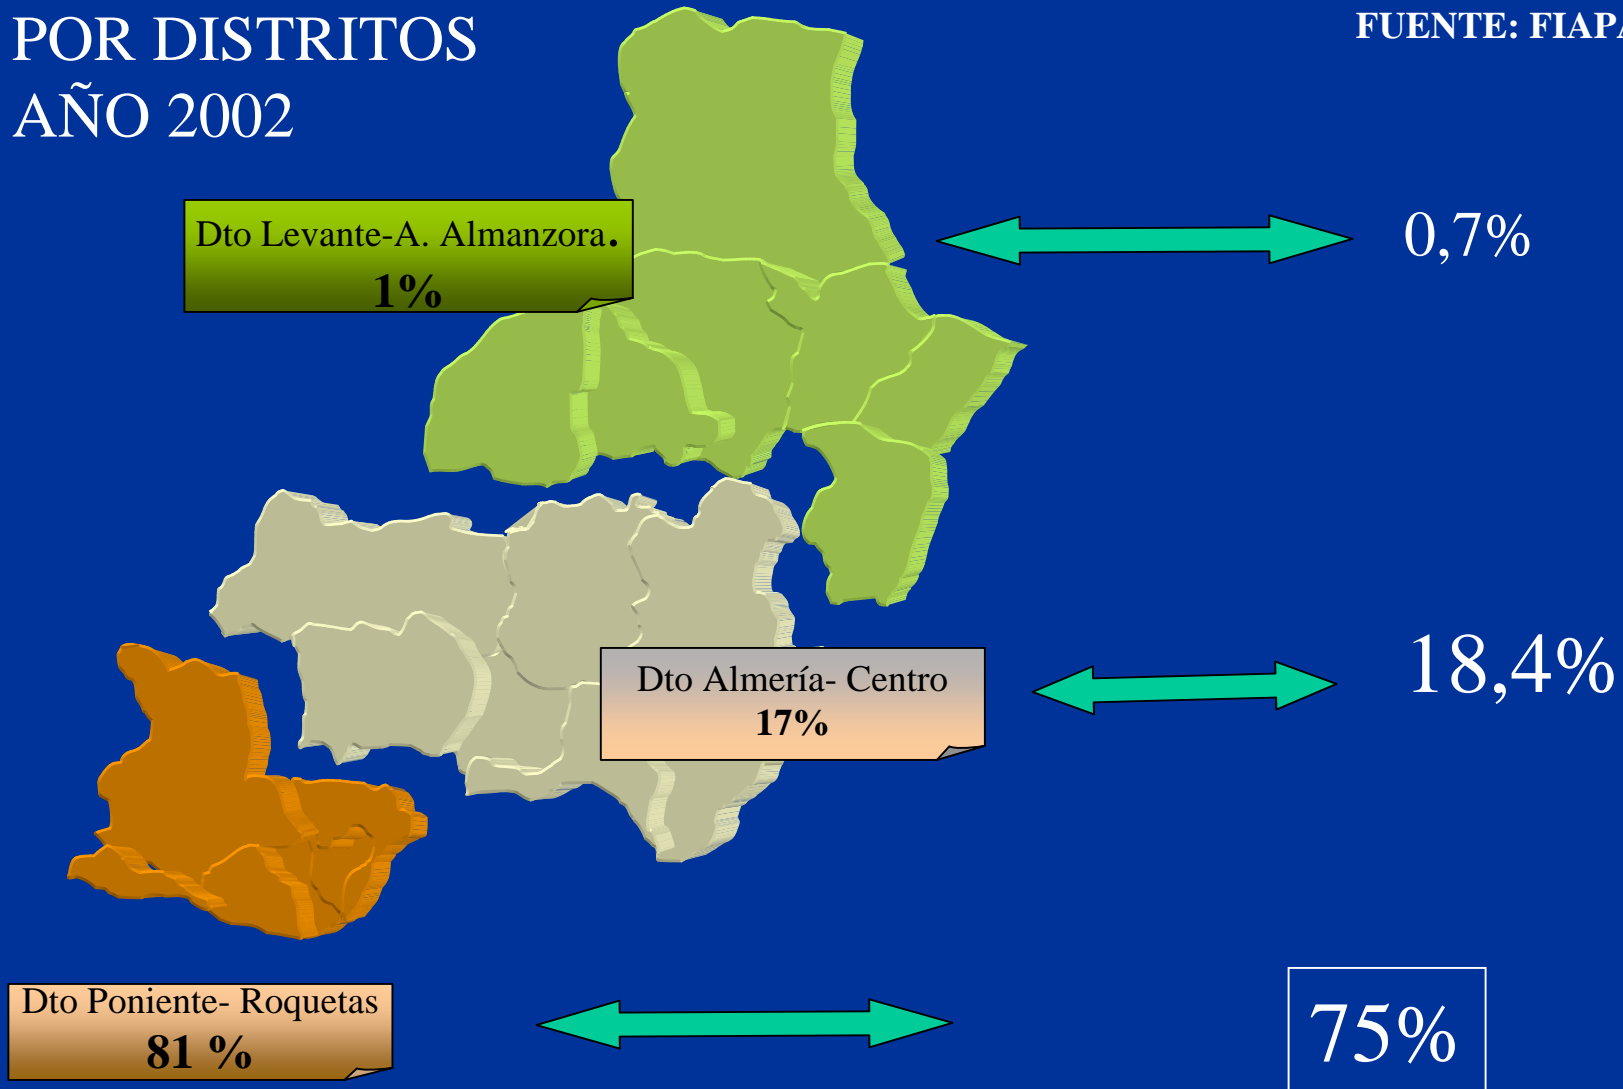 POR DISTRITOS
AÑO 2002
FUENTE: FIAPA
Dto Levante-A. Almanzora.
1%
0,7%
Dto Almería- Centro
17%
18,4%
Dto Poniente- Roquetas
81 %
75%